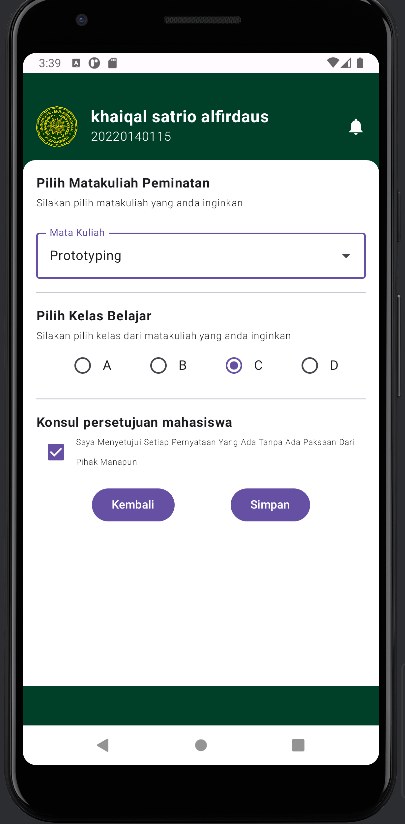 3:39
khaiqal satrio alfirdaus
20220140115
Pilih Matakuliah Peminatan
Silakan pilih matakuliah yang anda inginkan
Mata Kuliah
Prototyping
Pilih Kelas Belajar
Silakan pilih kelas dari matakuliah yang anda inginkan
A B C D
Konsul persetujuan mahasiswa
Saya Menyetujui Setiap Pernyataan Yang Ada Tanpa Ada Paksaan Dari
Pihak Manapun
Kembali Simpan